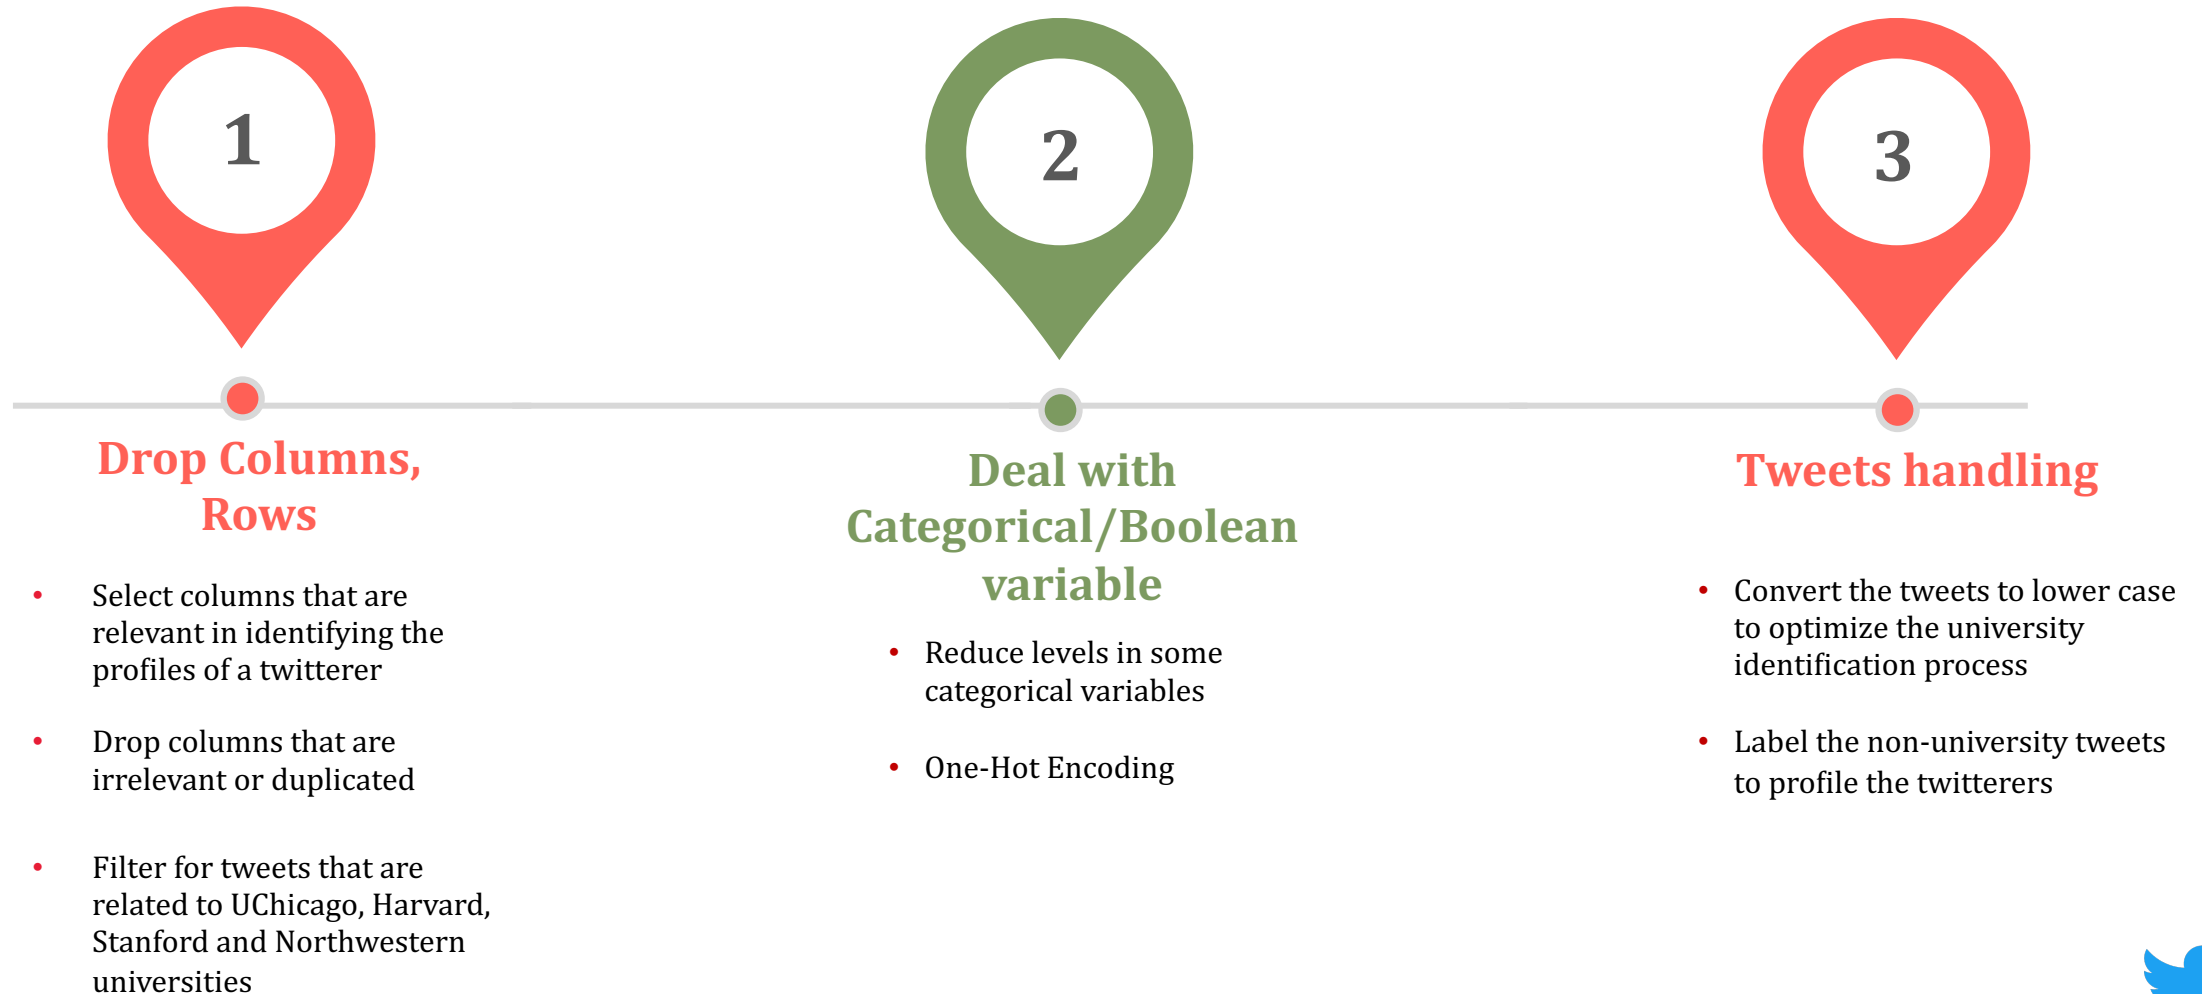 1
Drop Columns,
Rows
• Select columns that are
relevant in identifying the
profiles of a twitterer
• Drop columns that are
irrelevant or duplicated
• Filter for tweets that are
related to UChicago, Harvard,
Stanford and Northwestern
universities
2
Deal with
Categorical/Boolean
variable
• Reduce levels in some
categorical variables
• One-Hot Encoding
3
Tweets handling
• Convert the tweets to lower case
to optimize the university
identification process
• Label the non-university tweets
to profile the twitterers